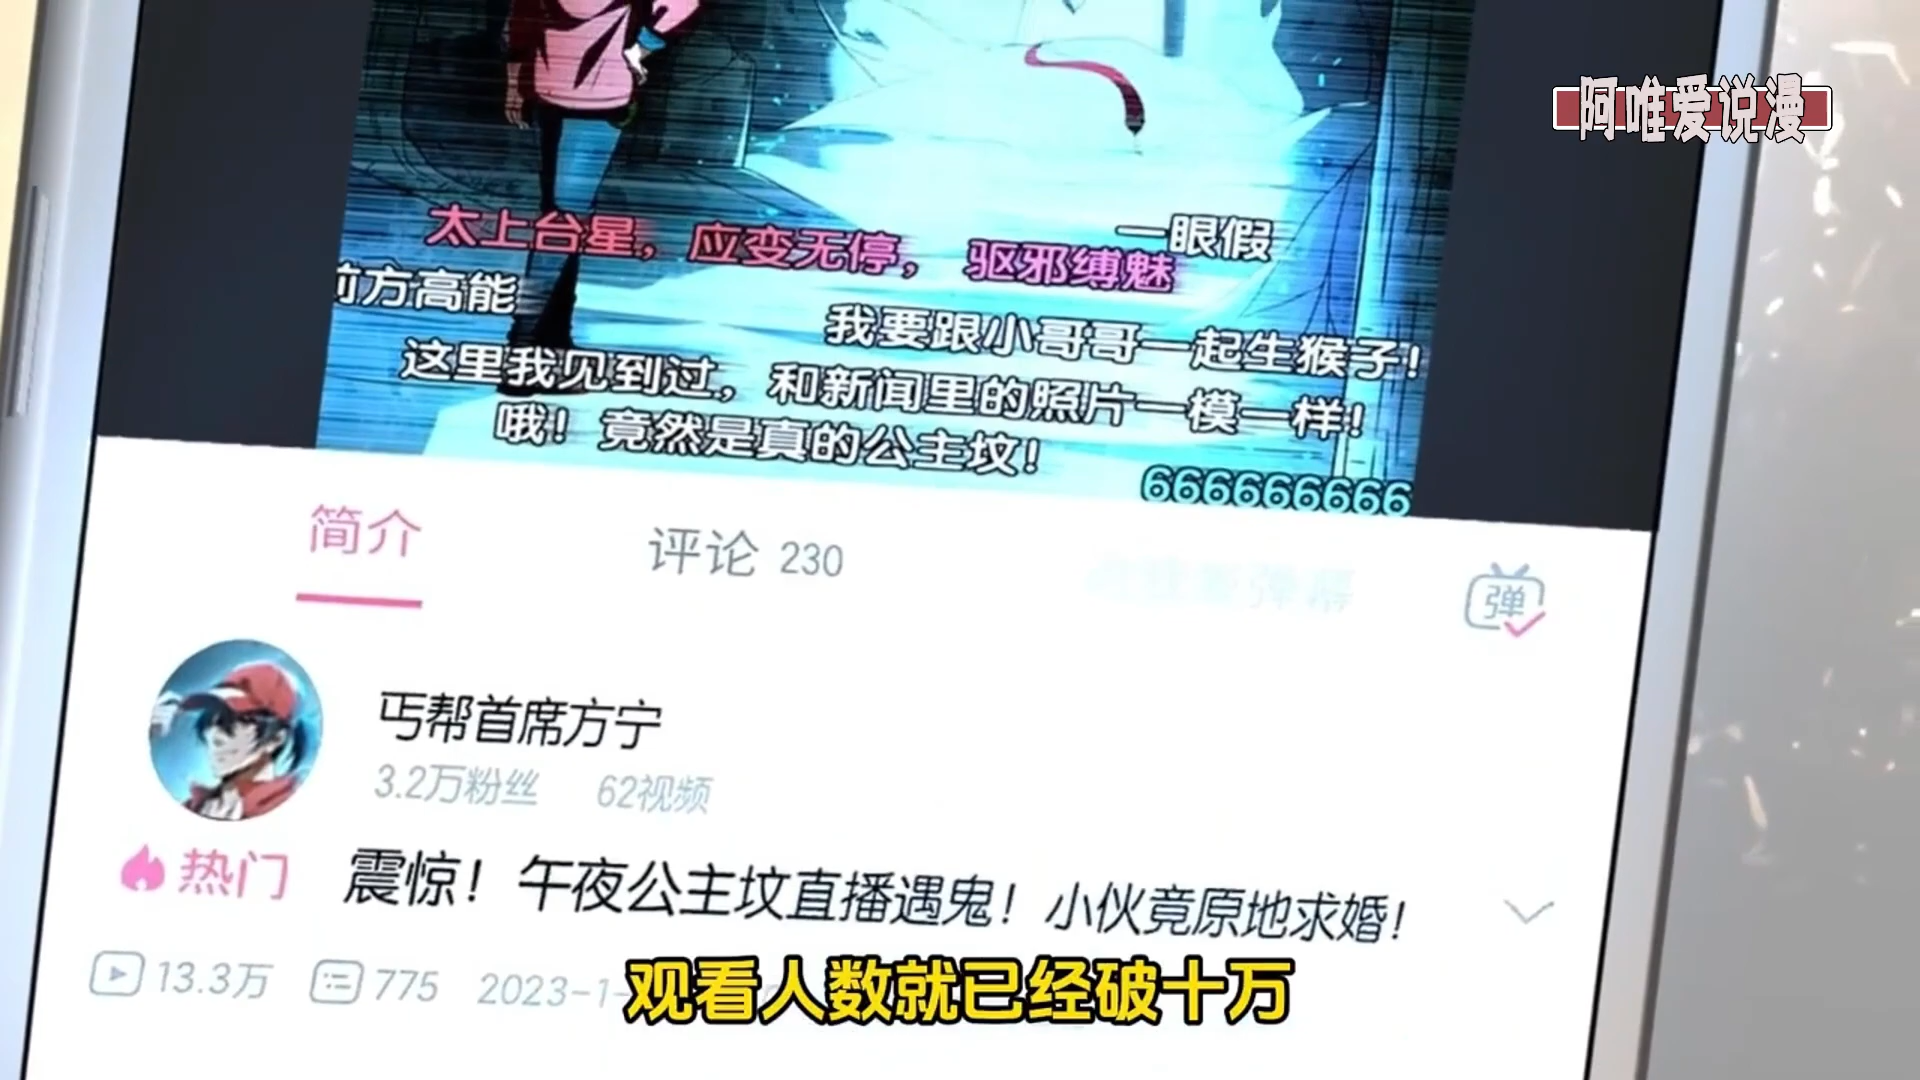 阿唯爱说漫
一眼假
太上台星，应变无停，驱邪缚魅
前方高能
我要跟小哥哥一起生猴子！
这里我见到过，和新闻里的照片一模一样！
哦！竟然是真的公主坟！
666666666
简介
评论 230
弹
丐帮首席方宁
3.2万粉丝 62视频
热门 震惊！午夜公主坟直播遇鬼！小伙竟原地求婚！
13.3万 775 2023-1-
观看人数就已经破十万